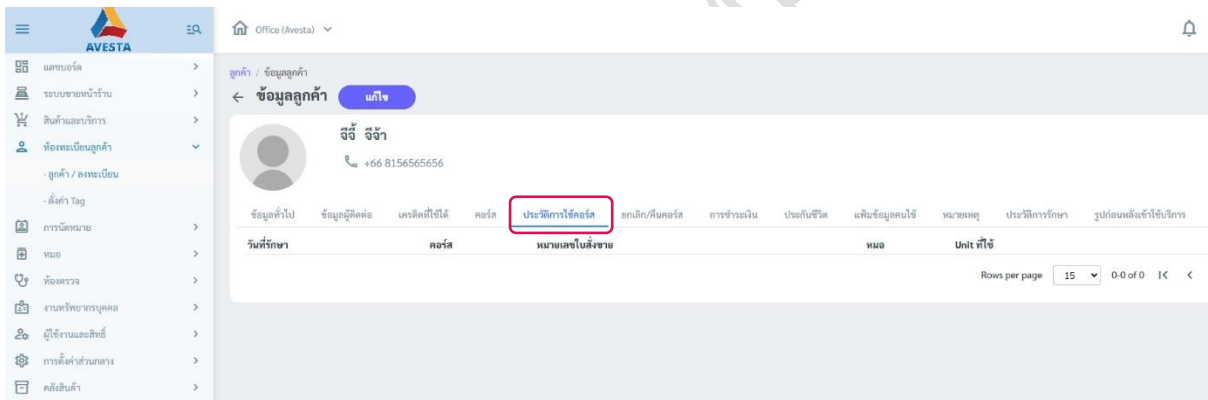 AVESTA
Office (Avesta)
แดชบอร์ด
ระบบขายหน้าร้าน
สินค้าและบริการ
ห้องทะเบียนลูกค้า
· ลูกค้า / ลงทะเบียน
· ตั้งค่า Tag
การนัดหมาย
หมอ
ห้องตรวจ
งานทรัพยากรบุคคล
ผู้ใช้งานและสิทธิ์
การตั้งค่าส่วนกลาง
คลังสินค้า
ลูกค้า / ข้อมูลลูกค้า
← ข้อมูลลูกค้า แก้ไข
จีจี้ จีจ้า
+66 8156565656
ข้อมูลทั่วไป ข้อมูลผู้ติดต่อ เครดิตที่ใช้ได้ คอร์ส ประวัติการใช้คอร์ส ยกเลิก/คืนคอร์ส การชำระเงิน ประกันชีวิต แฟ้มข้อมูลคนไข้ หมายเหตุ ประวัติการรักษา รูปก่อนหลังเข้าใช้บริการ
วันที่รักษา คอร์ส หมายเลขใบสั่งขาย หมอ Unit ที่ใช้
Rows per page 15 0-0 of 0